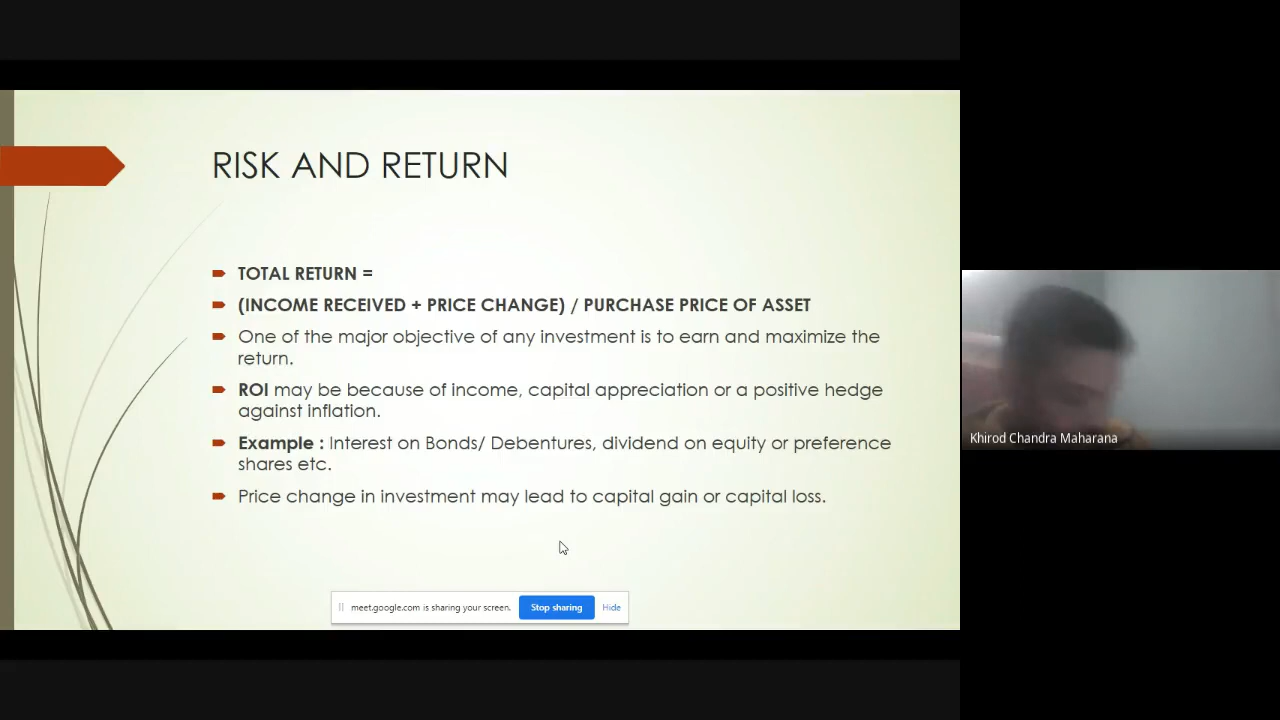 RISK AND RETURN
TOTAL RETURN =
(INCOME RECEIVED + PRICE CHANGE) / PURCHASE PRICE OF ASSET
One of the major objective of any investment is to earn and maximize the
return.
ROI may be because of income, capital appreciation or a positive hedge
against inflation.
Example : Interest on Bonds/ Debentures, dividend on equity or preference
shares etc.
Price change in investment may lead to capital gain or capital loss.
meet.google.com is sharing your screen. Stop sharing Hide
Khirod Chandra Maharana